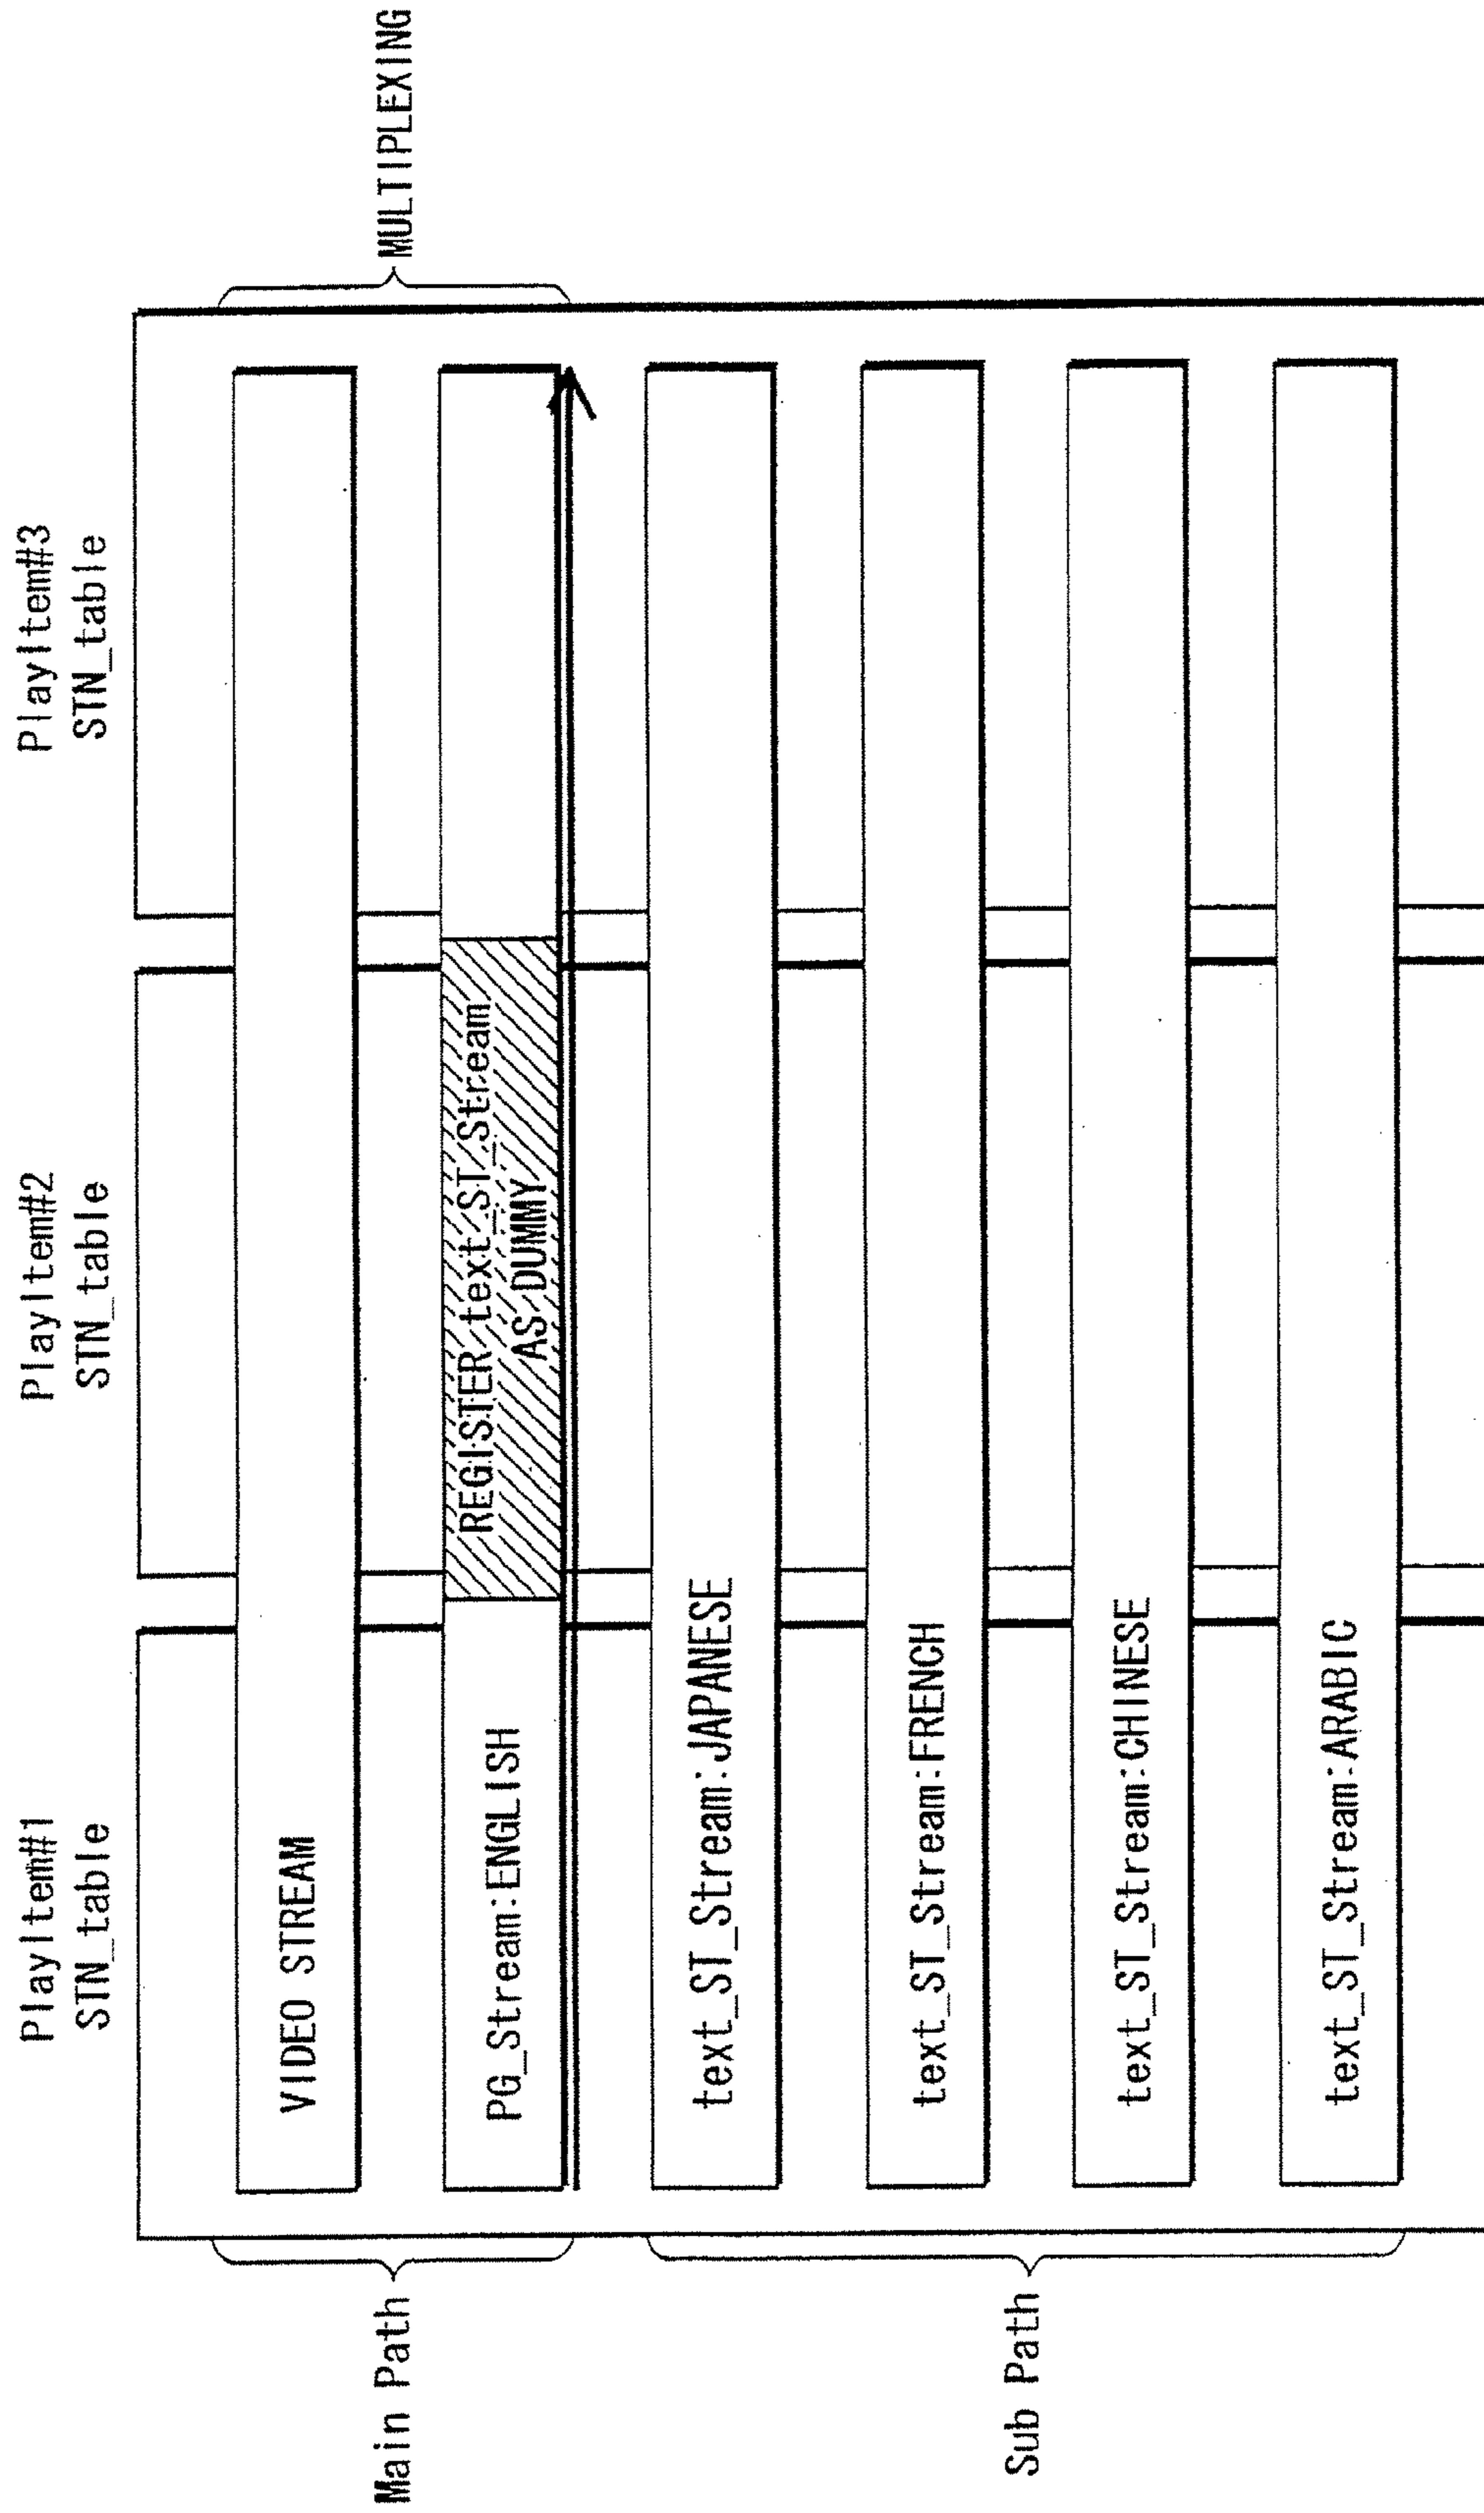 PlayItem#1
STN_table
PlayItem#2
STN_table
PlayItem#3
STN_table
Main Path
VIDEO STREAM
MULTIPLEXING
PG_Stream:ENGLISH
REGISTER text_ST_Stream
AS DUMMY
Sub Path
text_ST_Stream:JAPANESE
text_ST_Stream:FRENCH
text_ST_Stream:CHINESE
text_ST_Stream:ARABIC